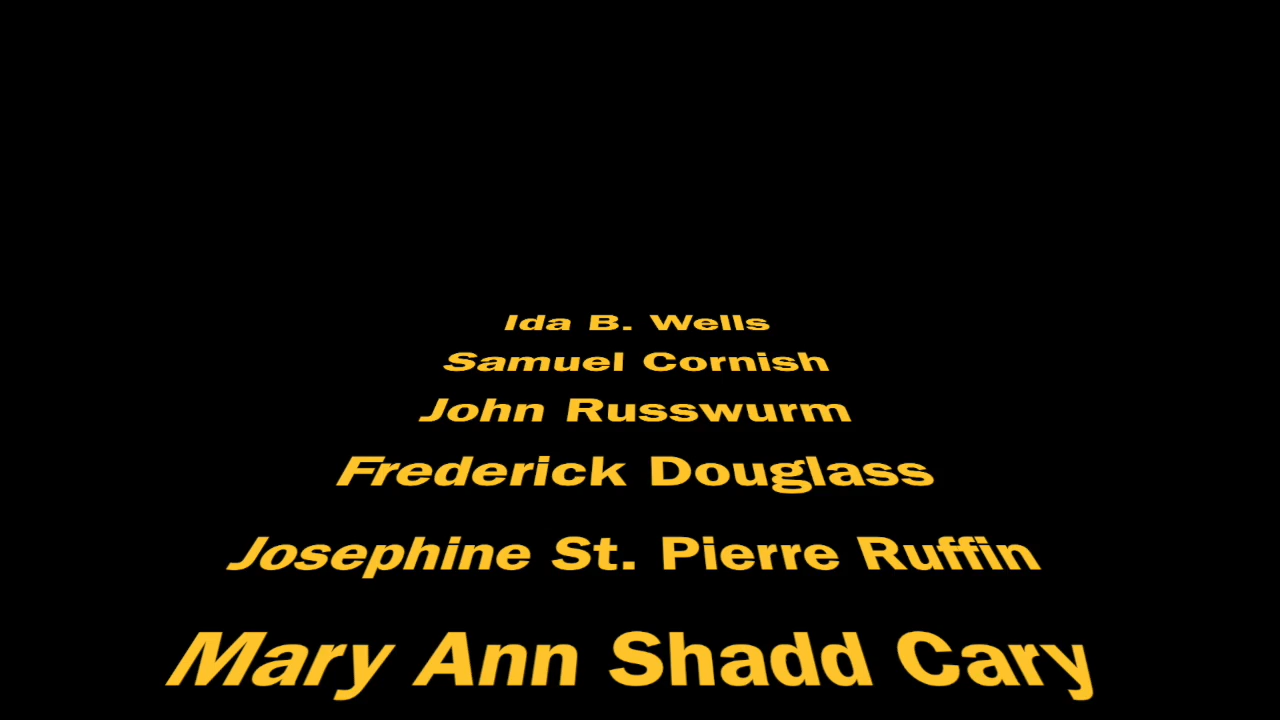 Ida B. Wells
Samuel Cornish
John Russwurm
Frederick Douglass
Josephine St. Pierre Ruffin
Mary Ann Shadd Cary